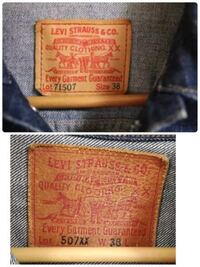 LEVI STRAUSS & CO.
QUALITY CLOTHING XX
Every Garment Guaranteed
Lot 71507 Size 38
LEVI STRAUSS & CO.
QUALITY CLOTHING
Every Garment Guaranteed
Lot 507XX W 38 L